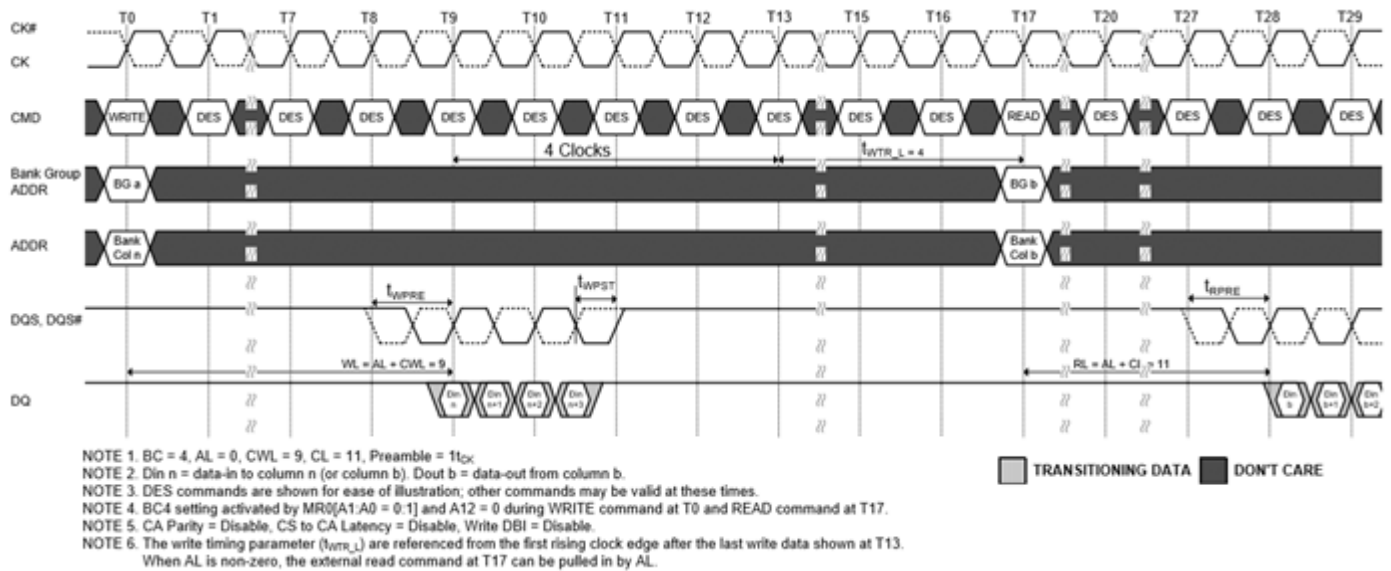 T0 T1 T7 T8 T9 T10 T11 T12 T13 T15 T16 T17 T20 T27 T28 T29
CK#
CK
CMD WRITE DES DES DES DES DES DES DES DES DES DES READ DES DES DES DES
4 Clocks tWTR_L = 4
Bank Group
ADDR
BG a BG b
ADDR
Bank
Col n
Bank
Col b
tWPRE tWPST tRPRE
DQS, DQS#
WL = AL + CWL = 9 RL = AL + CL = 11
DQ
Din
n
Din
n+1
Din
n+2
Din
n+3
Din
b
Din
b+1
Din
b+2
NOTE 1. BC = 4, AL = 0, CWL = 9, CL = 11, Preamble = 1tCK
NOTE 2. Din n = data-in to column n (or column b). Dout b = data-out from column b.
NOTE 3. DES commands are shown for ease of illustration; other commands may be valid at these times.
NOTE 4. BC4 setting activated by MR0[A1:A0 = 0:1] and A12 = 0 during WRITE command at T0 and READ command at T17.
NOTE 5. CA Parity = Disable, CS to CA Latency = Disable, Write DBI = Disable.
NOTE 6. The write timing parameter (tWTR_L) are referenced from the first rising clock edge after the last write data shown at T13.
When AL is non-zero, the external read command at T17 can be pulled in by AL.
TRANSITIONING DATA DON'T CARE